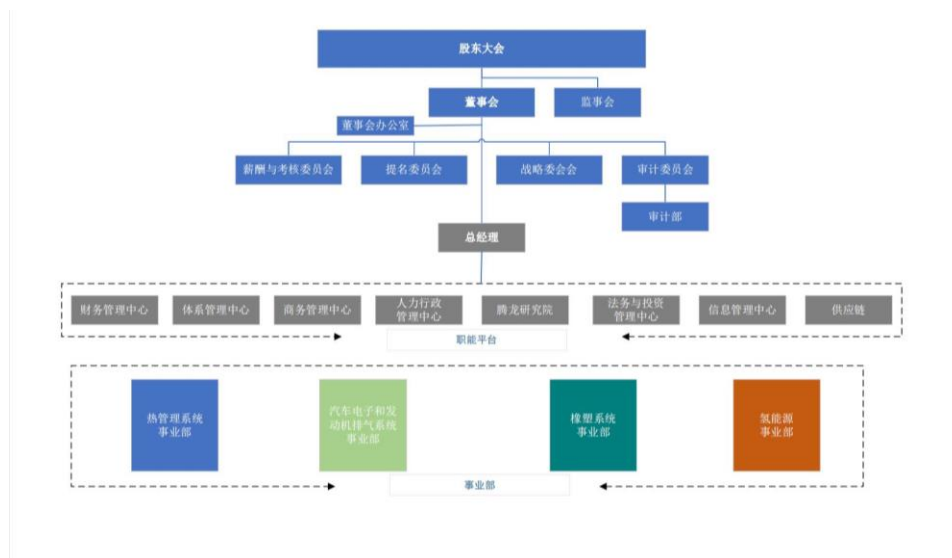 股东大会
董事会
监事会
董事会办公室
薪酬与考核委员会
提名委员会
战略委会会
审计委员会
审计部
总经理
财务管理中心
体系管理中心
商务管理中心
人力行政
管理中心
腾龙研究院
法务与投资
管理中心
信息管理中心
供应链
职能平台
热管理系统
事业部
汽车电子和发
动机排气系统
事业部
橡塑系统
事业部
氢能源
事业部
事业部